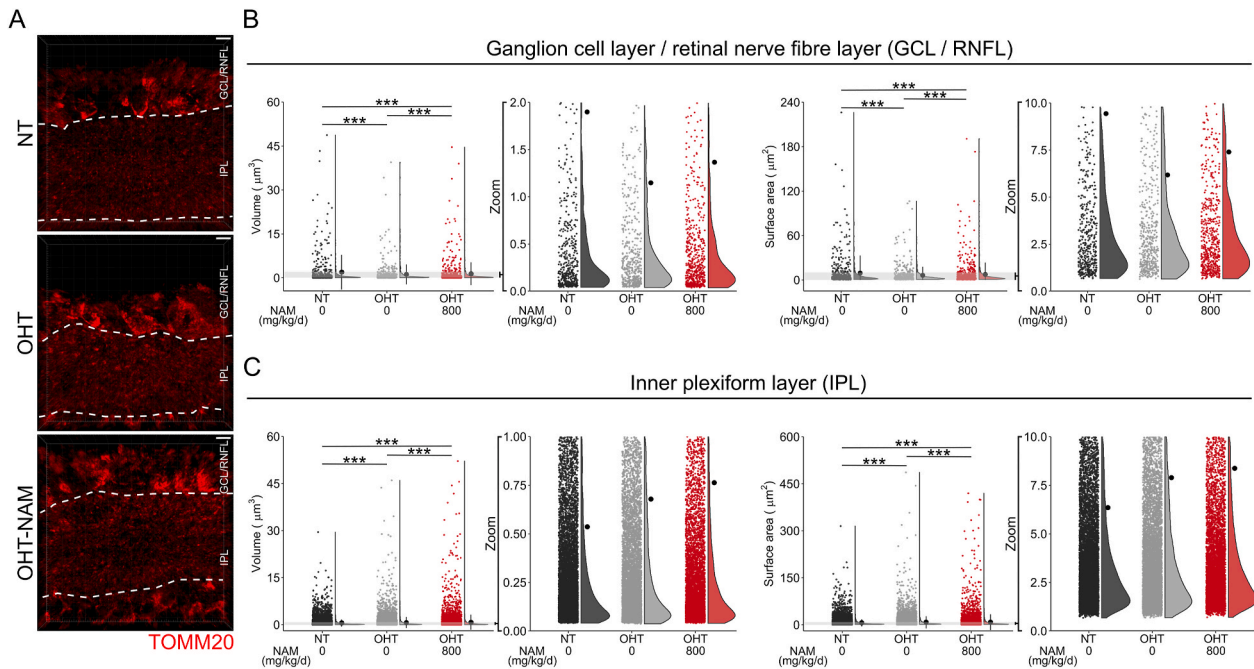 A
NT
GCL/RNFL
IPL
OHT
GCL/RNFL
IPL
OHT-NAM
GCL/RNFL
IPL
TOMM20
B
Ganglion cell layer / retinal nerve fibre layer (GCL / RNFL)
Volume ( μm³)
60
45
30
15
0
***
***
***
NT OHT OHT
NAM (mg/kg/d) 0 0 800
Zoom
2.0
1.5
1.0
0.5
0.0
NT OHT OHT
NAM (mg/kg/d) 0 0 800
Surface area (μm²)
240
180
120
60
0
***
***
***
NT OHT OHT
NAM (mg/kg/d) 0 0 800
Zoom
10.0
7.5
5.0
2.5
0.0
NT OHT OHT
NAM (mg/kg/d) 0 0 800
C
Inner plexiform layer (IPL)
Volume ( μm³)
60
45
30
15
0
***
***
***
NT OHT OHT
NAM (mg/kg/d) 0 0 800
Zoom
1.00
0.75
0.50
0.25
0.00
NT OHT OHT
NAM (mg/kg/d) 0 0 800
Surface area (μm²)
600
450
300
150
0
***
***
***
NT OHT OHT
NAM (mg/kg/d) 0 0 800
Zoom
10.0
7.5
5.0
2.5
0.0
NT OHT OHT
NAM (mg/kg/d) 0 0 800